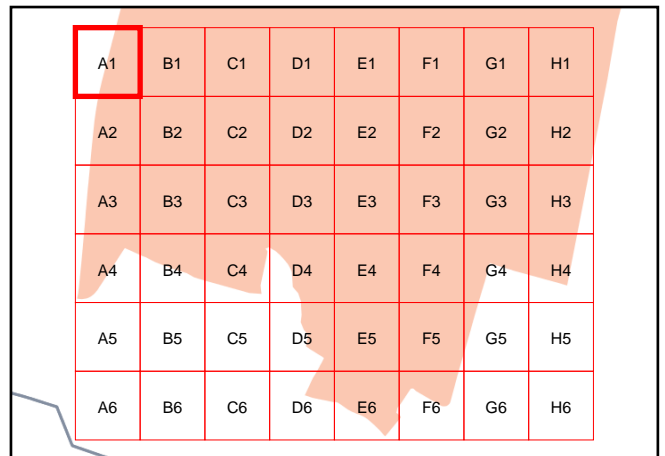 A1 B1 C1 D1 E1 F1 G1 H1
A2 B2 C2 D2 E2 F2 G2 H2
A3 B3 C3 D3 E3 F3 G3 H3
A4 B4 C4 D4 E4 F4 G4 H4
A5 B5 C5 D5 E5 F5 G5 H5
A6 B6 C6 D6 E6 F6 G6 H6